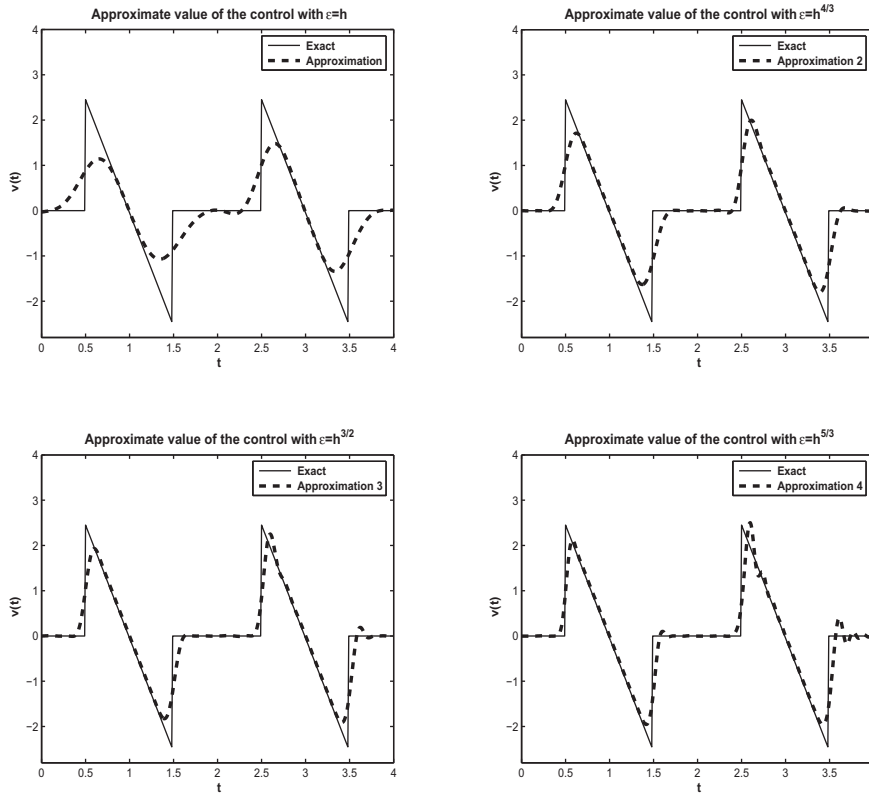 Approximate value of the control with ε=h
Exact
Approximation
v(t)
4
3
2
1
0
−1
−2
0 0.5 1 1.5 2 2.5 3 3.5 4
t
Approximate value of the control with ε=h^{4/3}
Exact
Approximation 2
v(t)
4
3
2
1
0
−1
−2
0 0.5 1 1.5 2 2.5 3 3.5
t
Approximate value of the control with ε=h^{3/2}
Exact
Approximation 3
v(t)
4
3
2
1
0
−1
−2
0 0.5 1 1.5 2 2.5 3 3.5 4
t
Approximate value of the control with ε=h^{5/3}
Exact
Approximation 4
v(t)
4
3
2
1
0
−1
−2
0 0.5 1 1.5 2 2.5 3 3.5
t